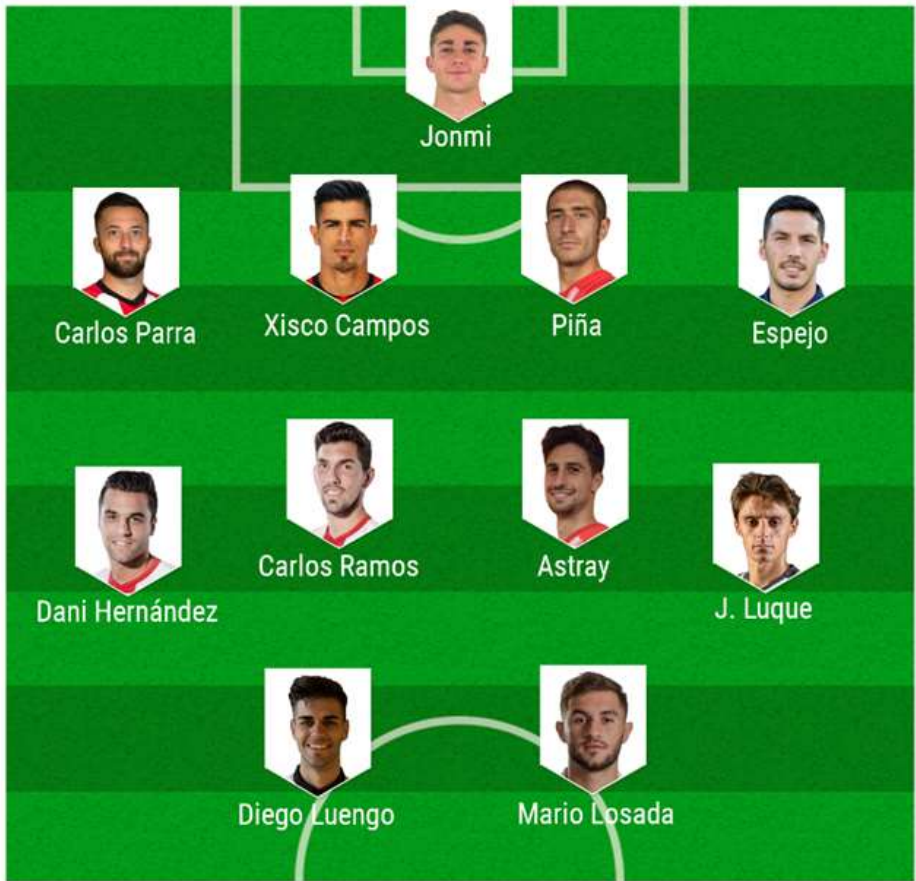 Jonmi
Carlos Parra
Xisco Campos
Piña
Espejo
Dani Hernández
Carlos Ramos
Astray
J. Luque
Diego Luengo
Mario Losada